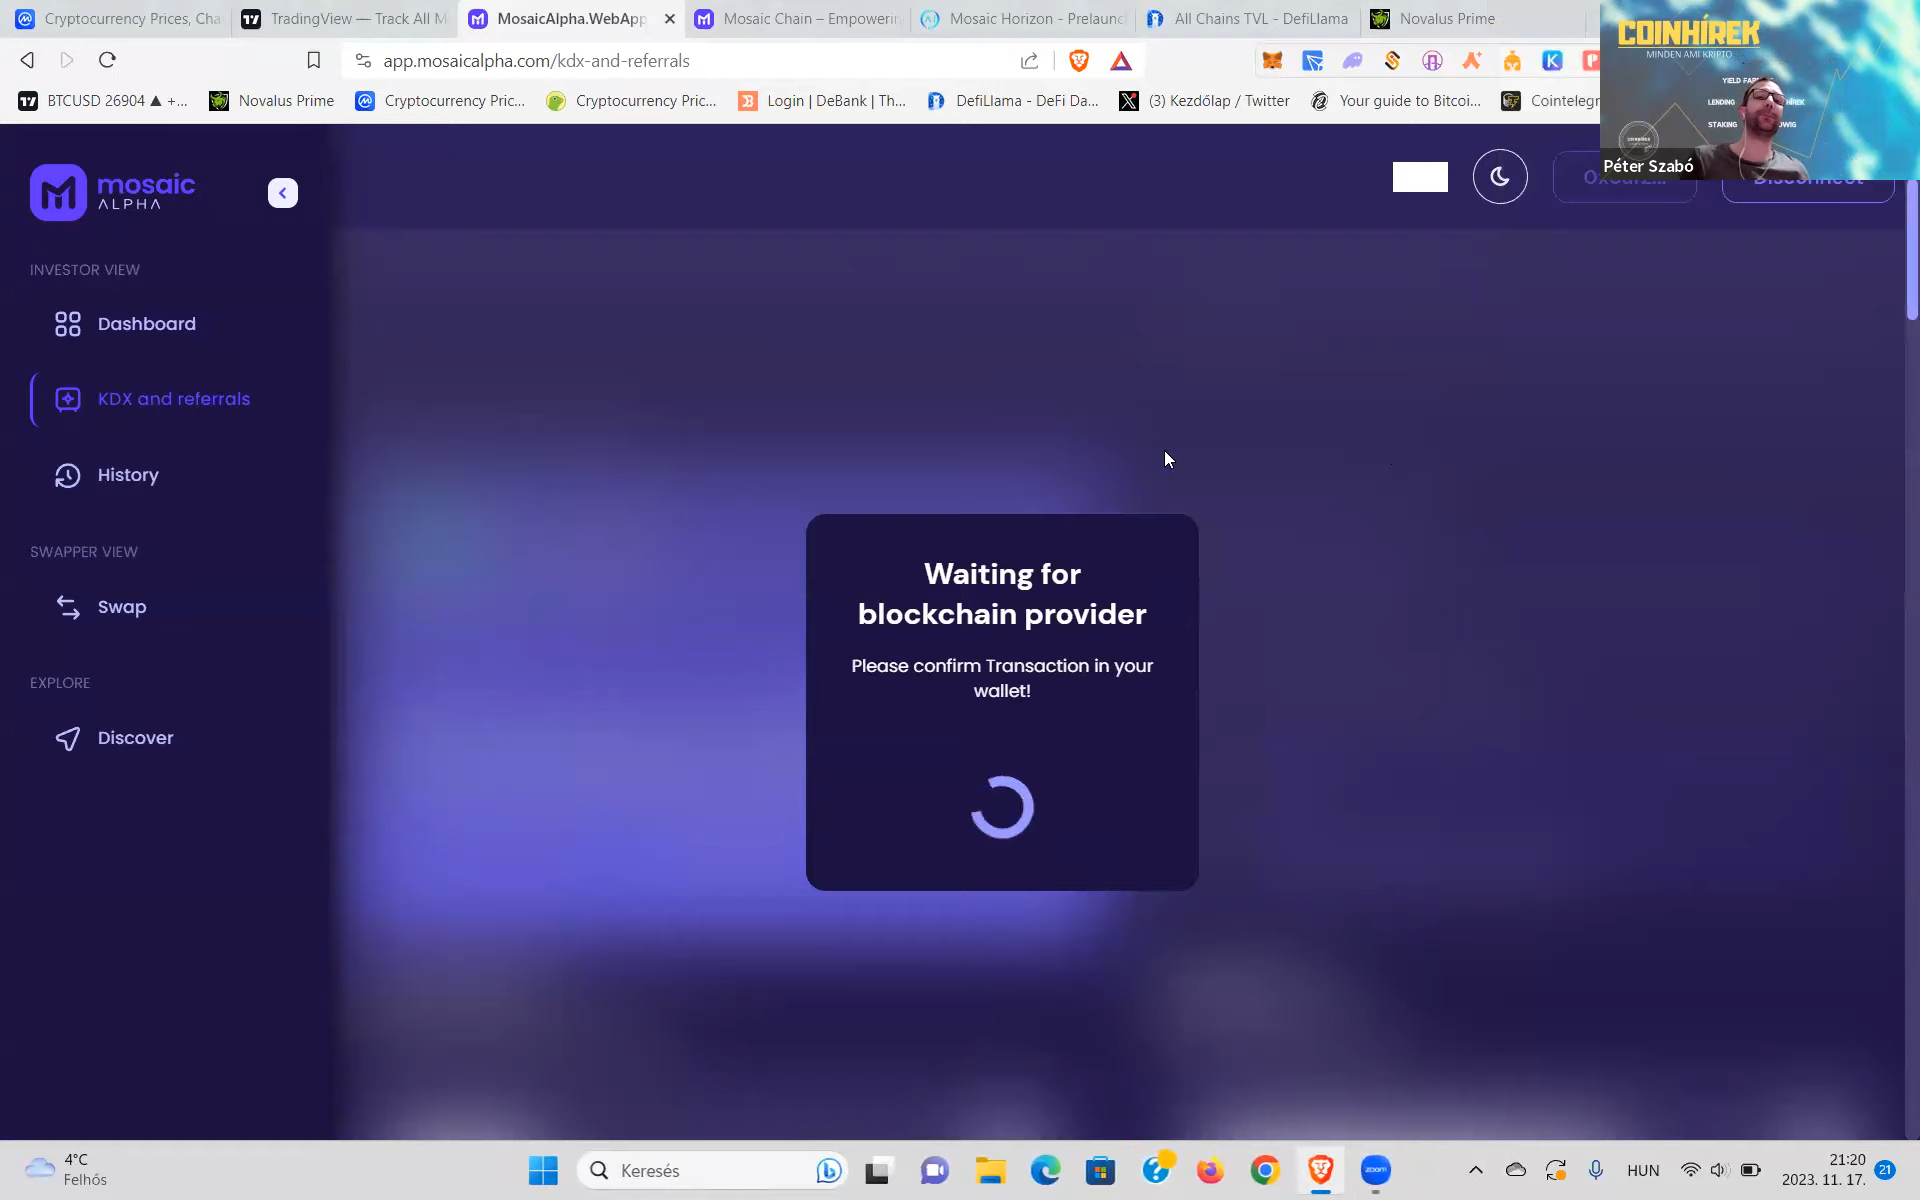 Cryptocurrency Prices, Cha
TradingView — Track All M
MosaicAlpha.WebApp
Mosaic Chain – Empowerin
Mosaic Horizon - Prelaunc
All Chains TVL - DefiLlama
Novalus Prime
app.mosaicalpha.com/kdx-and-referrals
BTCUSD 26904 ▲ +...
Novalus Prime
Cryptocurrency Pric...
Cryptocurrency Pric...
Login | DeBank | Th...
DefiLlama - DeFi Da...
(3) Kezdőlap / Twitter
Your guide to Bitcoi...
Cointelegr
COINHÍREK
MINDEN AMI KRIPTO
LENDING
STAKING
Péter Szabó
mosaic
ALPHA
Disconnect
INVESTOR VIEW
Dashboard
KDX and referrals
History
SWAPPER VIEW
Swap
EXPLORE
Discover
Waiting for
blockchain provider
Please confirm Transaction in your
wallet!
4°C
Felhős
Keresés
zoom
HUN
21:20
2023. 11. 17.
21